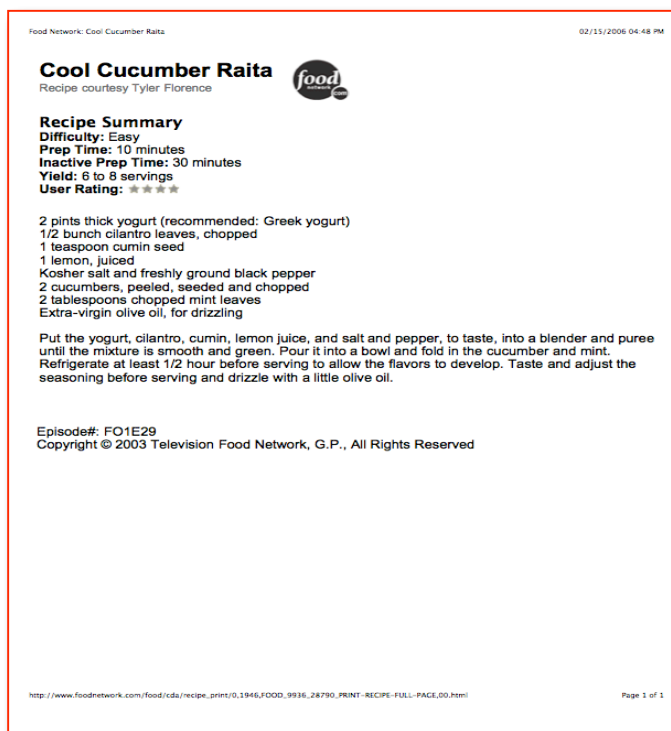 Food Network: Cool Cucumber Raita
02/15/2006 04:48 PM
Cool Cucumber Raita
food
network
.com
Recipe courtesy Tyler Florence
Recipe Summary
Difficulty: Easy
Prep Time: 10 minutes
Inactive Prep Time: 30 minutes
Yield: 6 to 8 servings
User Rating: ★★★★
2 pints thick yogurt (recommended: Greek yogurt)
1/2 bunch cilantro leaves, chopped
1 teaspoon cumin seed
1 lemon, juiced
Kosher salt and freshly ground black pepper
2 cucumbers, peeled, seeded and chopped
2 tablespoons chopped mint leaves
Extra-virgin olive oil, for drizzling
Put the yogurt, cilantro, cumin, lemon juice, and salt and pepper, to taste, into a blender and puree
until the mixture is smooth and green. Pour it into a bowl and fold in the cucumber and mint.
Refrigerate at least 1/2 hour before serving to allow the flavors to develop. Taste and adjust the
seasoning before serving and drizzle with a little olive oil.
Episode#: FO1E29
Copyright © 2003 Television Food Network, G.P., All Rights Reserved
http://www.foodnetwork.com/food/cda/recipe_print/0,1946,FOOD_9936_28790_PRINT-RECIPE-FULL-PAGE,00.html
Page 1 of 1